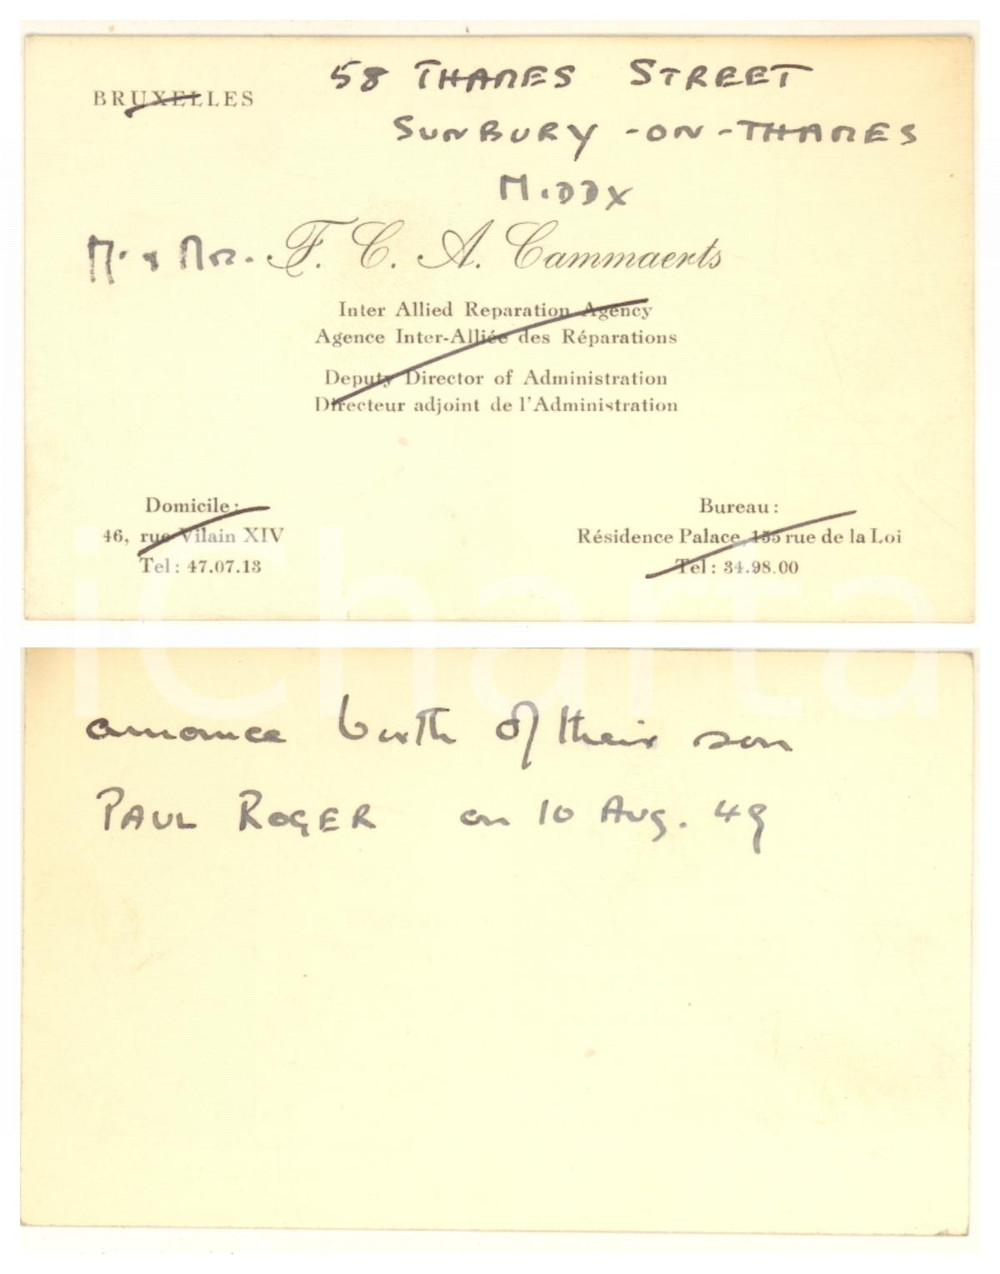 BRUXELLES
58 THAMES STREET
SUNBURY-ON-THAMES
MIDDX
M. & Mrs. F. C. A. Cammaerts
Inter Allied Reparation Agency
Agence Inter-Alliée des Réparations
Deputy Director of Administration
Directeur adjoint de l'Administration
Domicile:
46, rue Vilain XIV
Tel: 47.07.13
Bureau:
Résidence Palace, 155 rue de la Loi
Tel: 34.98.00
iCharta
announce birth of their son
PAUL ROGER on 10 Aug. 49